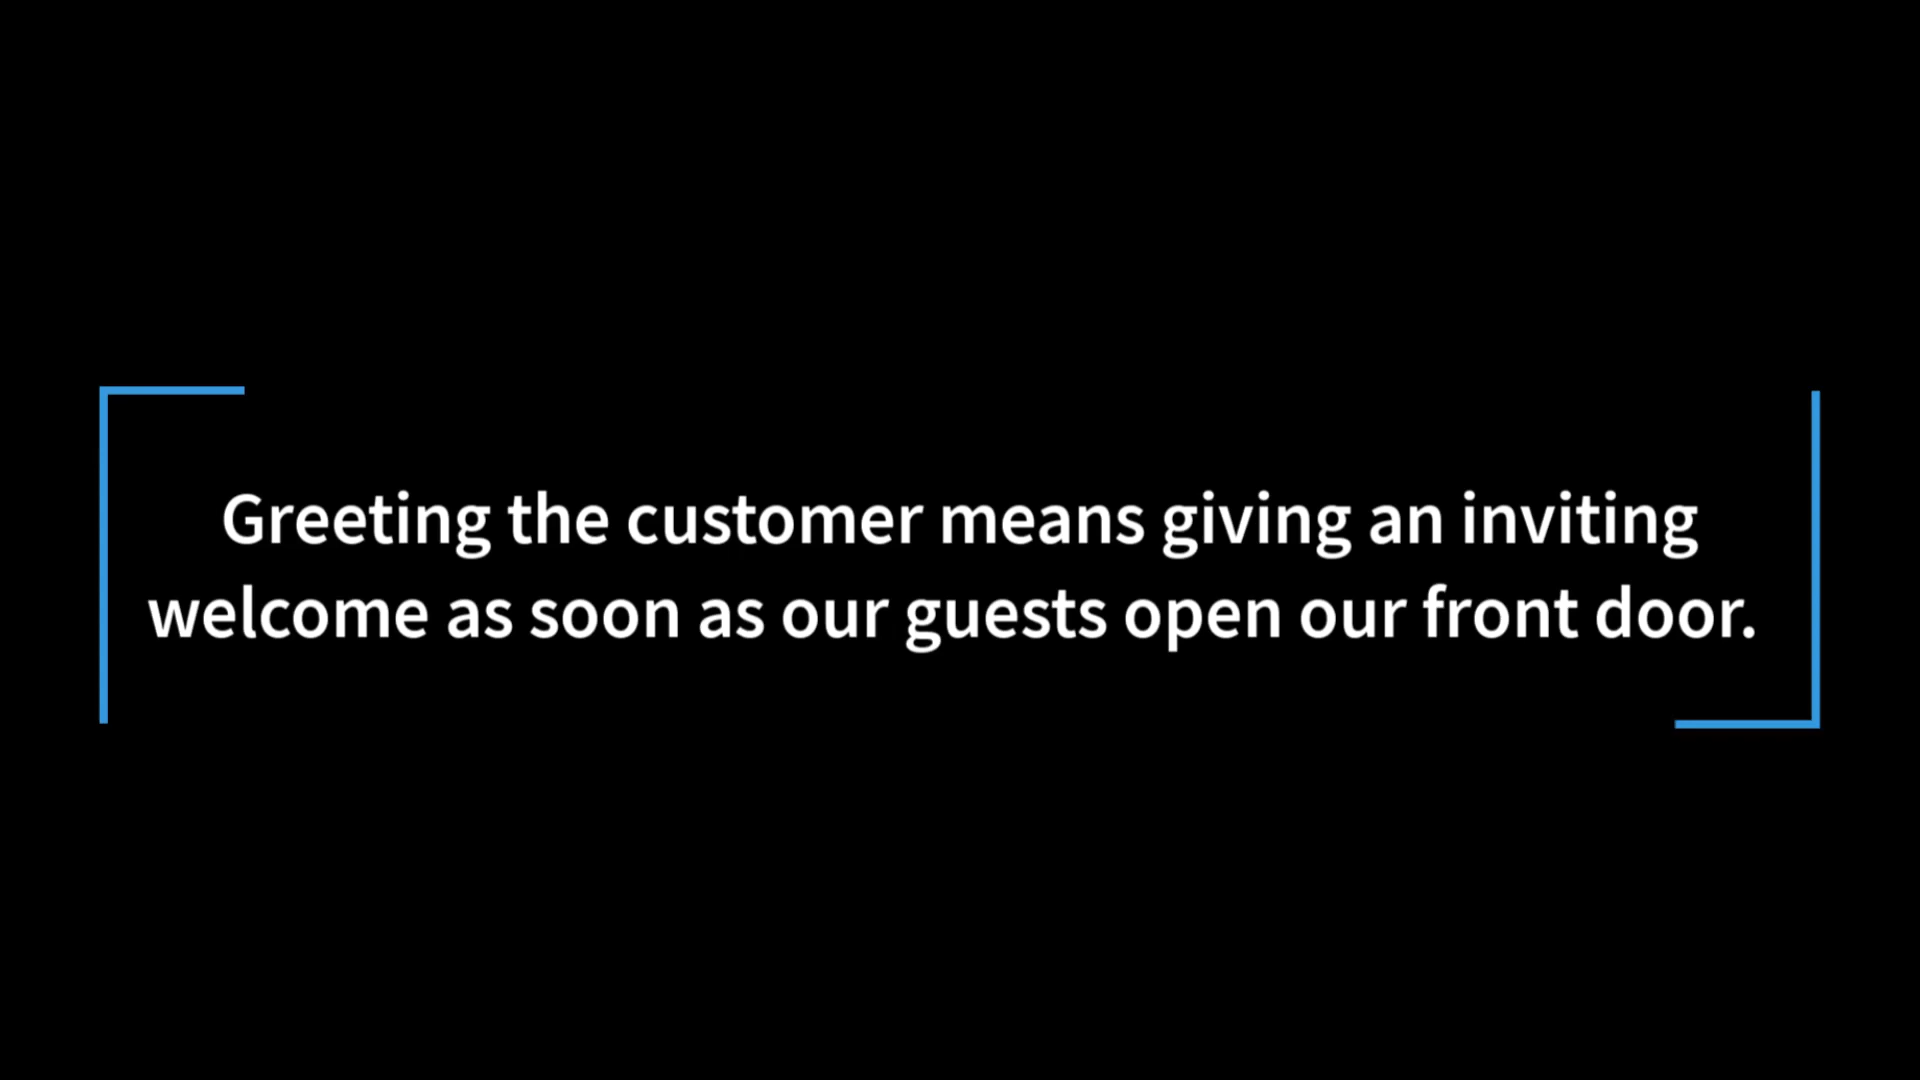 Greeting the customer means giving an inviting
welcome as soon as our guests open our front door.